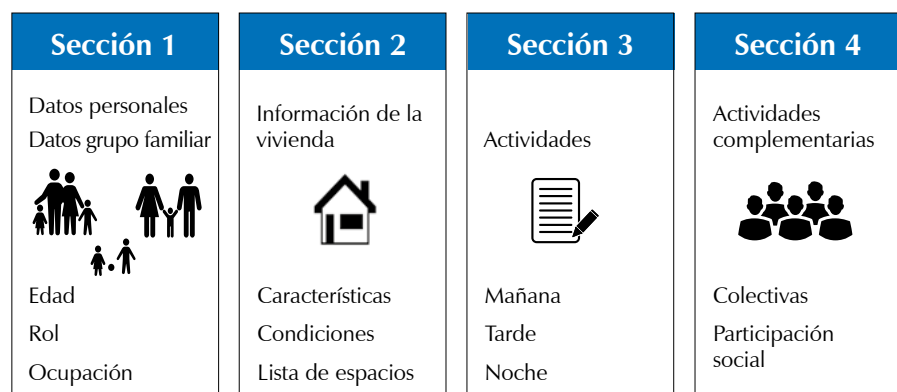 Sección 1
Datos personales
Datos grupo familiar
Edad
Rol
Ocupación
Sección 2
Información de la
vivienda
Características
Condiciones
Lista de espacios
Sección 3
Actividades
Mañana
Tarde
Noche
Sección 4
Actividades
complementarias
Colectivas
Participación
social